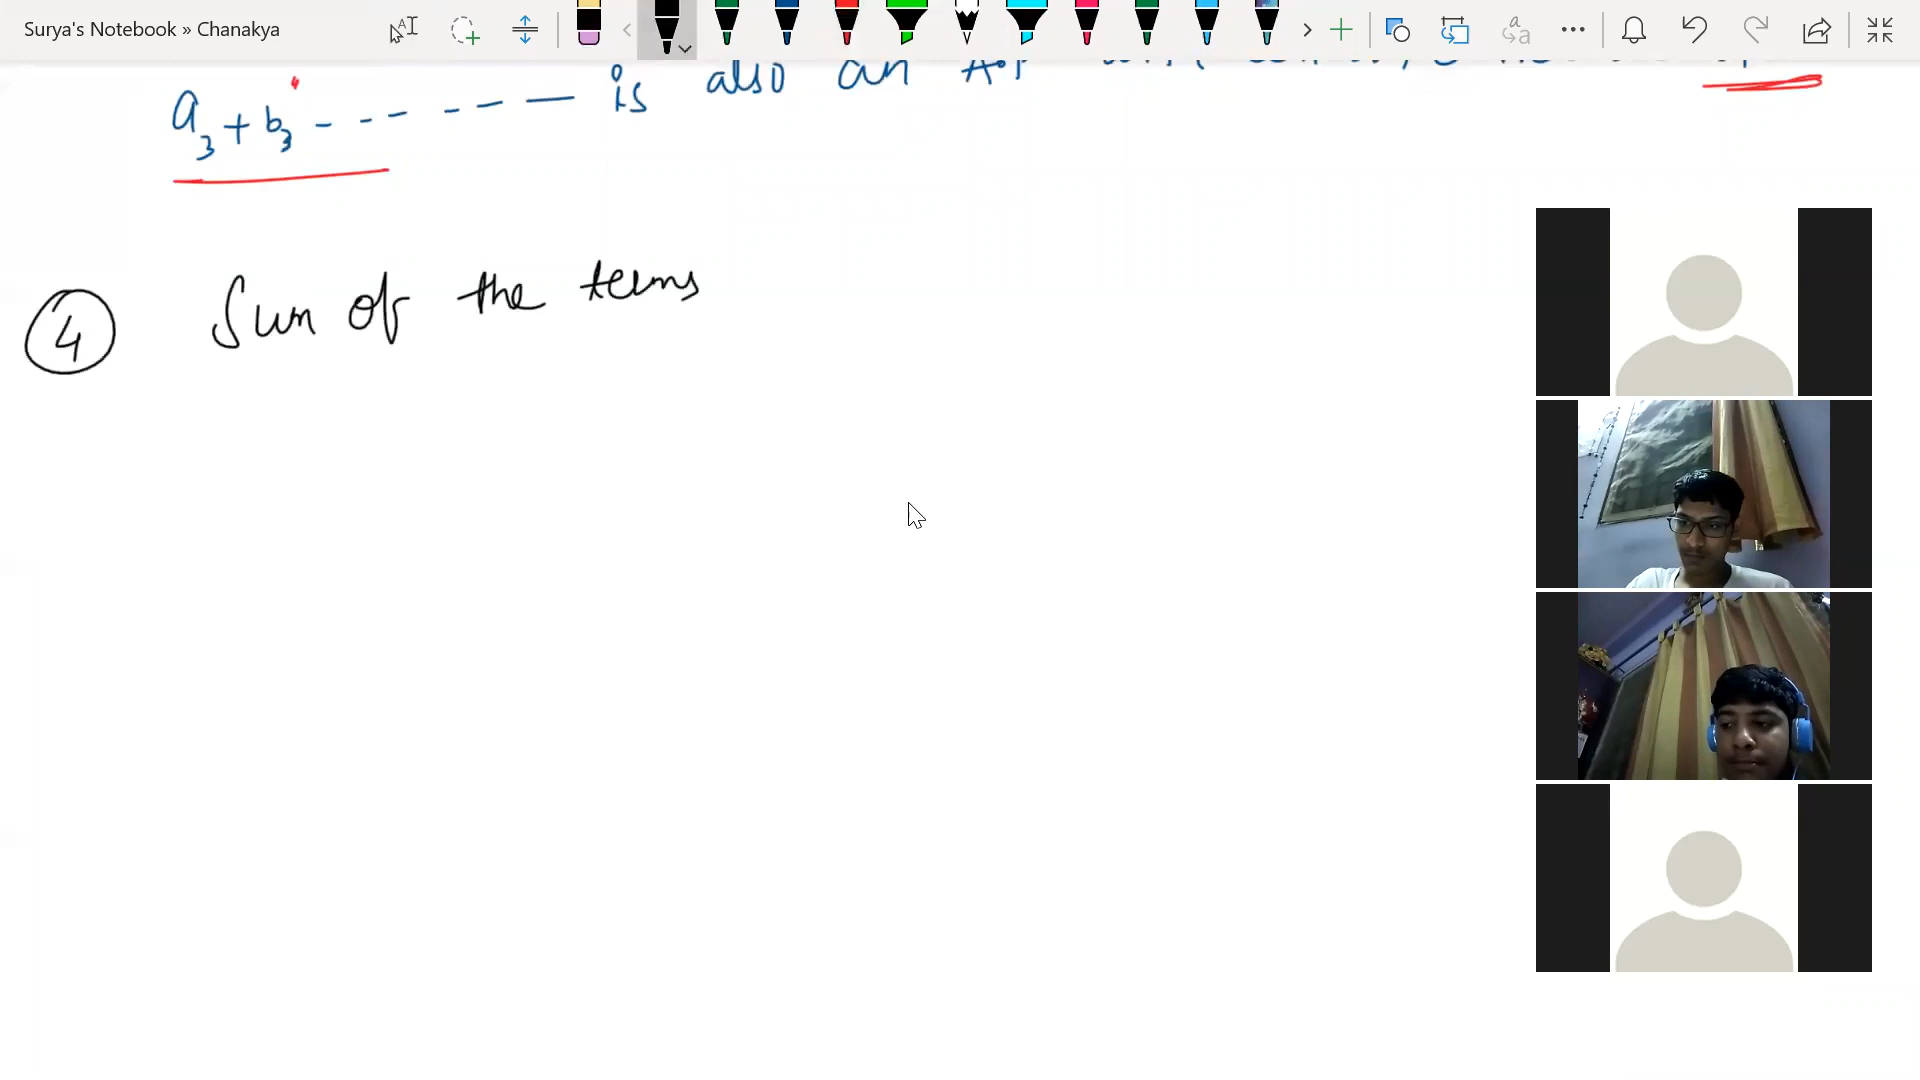 Surya's Notebook » Chanakya
a₃ + b₃ - - - - - - is also an A.P
④ Sum of the terms